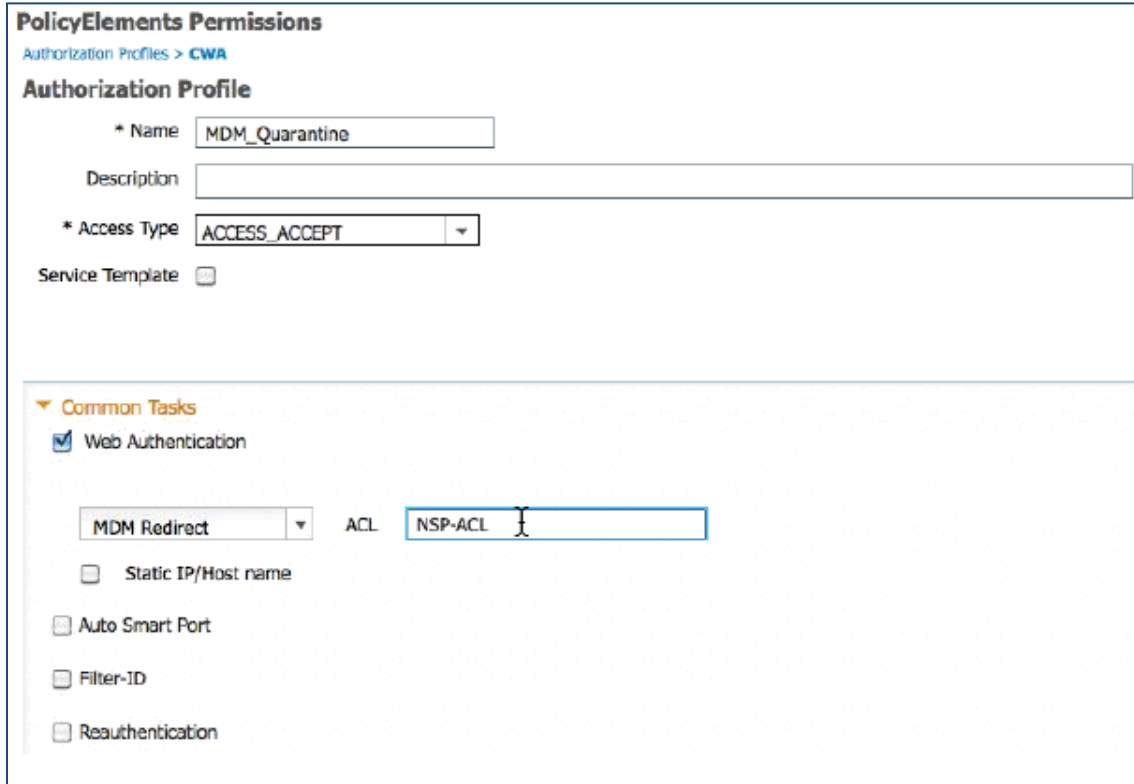 PolicyElements Permissions
Authorization Profiles > CWA
Authorization Profile
* Name MDM_Quarantine
Description
* Access Type ACCESS_ACCEPT
Service Template
Common Tasks
Web Authentication
MDM Redirect ACL NSP-ACL
Static IP/Host name
Auto Smart Port
Filter-ID
Reauthentication